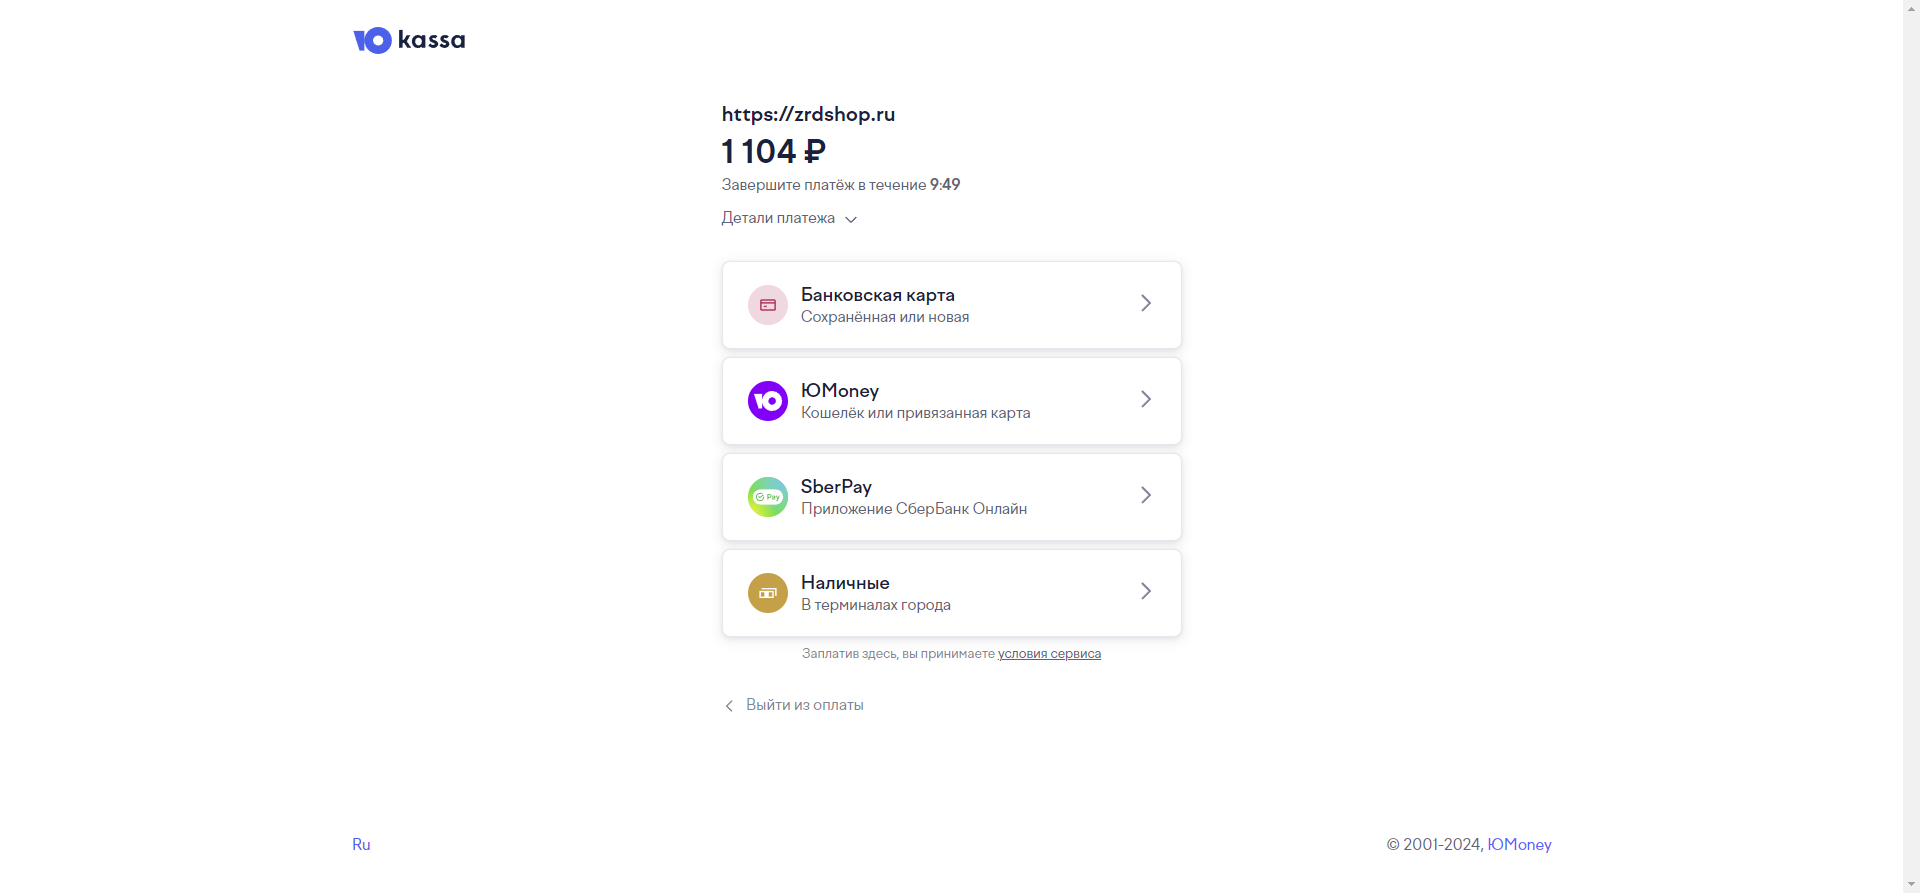 Ю kassa
https://zrdshop.ru
1 104 ₽
Завершите платёж в течение 9:49
Детали платежа
Банковская карта
Сохранённая или новая
ЮMoney
Кошелёк или привязанная карта
Pay
SberPay
Приложение СберБанк Онлайн
Наличные
В терминалах города
Заплатив здесь, вы принимаете условия сервиса
Выйти из оплаты
Ru
© 2001-2024, ЮMoney